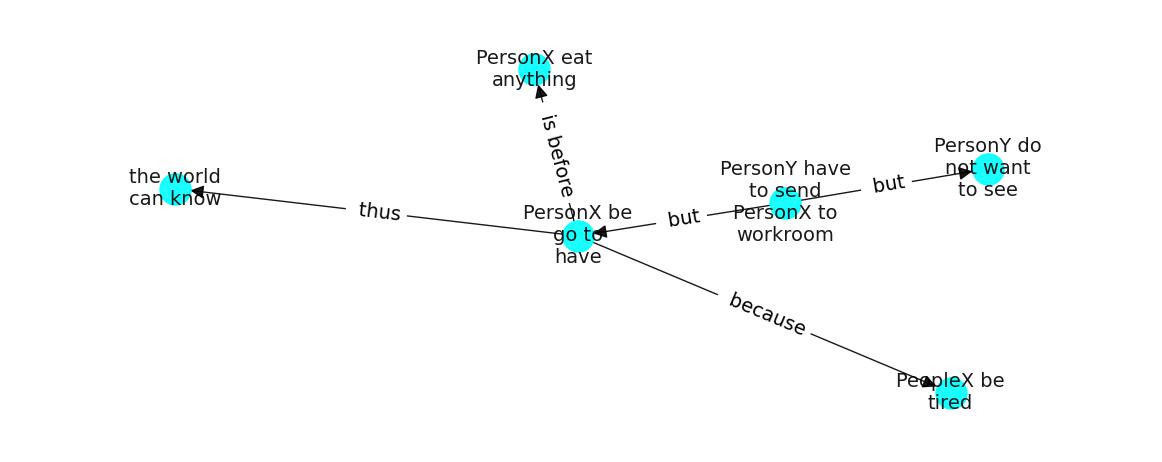 PersonX eat
anything
is before
PersonY do
not want
to see
but
PersonY have
to send
PersonX to
workroom
but
the world
can know
thus
PersonX be
go to
have
because
PeopleX be
tired